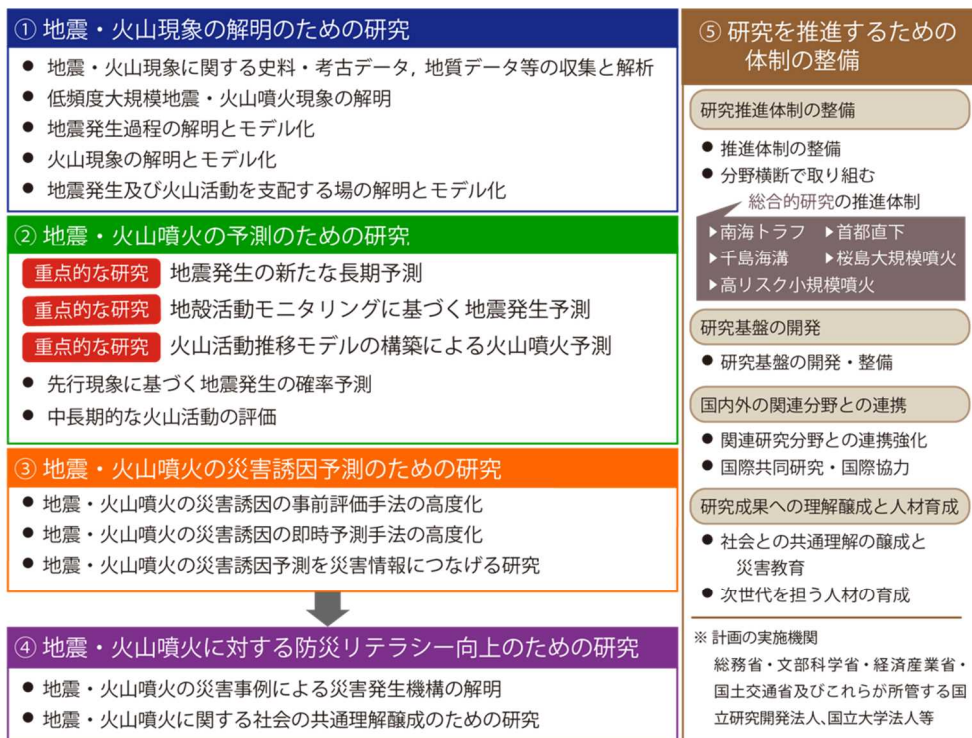 ① 地震・火山現象の解明のための研究
● 地震・火山現象に関する史料・考古データ, 地質データ等の収集と解析
● 低頻度大規模地震・火山噴火現象の解明
● 地震発生過程の解明とモデル化
● 火山現象の解明とモデル化
● 地震発生及び火山活動を支配する場の解明とモデル化
② 地震・火山噴火の予測のための研究
重点的な研究 地震発生の新たな長期予測
重点的な研究 地殻活動モニタリングに基づく地震発生予測
重点的な研究 火山活動推移モデルの構築による火山噴火予測
● 先行現象に基づく地震発生の確率予測
● 中長期的な火山活動の評価
③ 地震・火山噴火の災害誘因予測のための研究
● 地震・火山噴火の災害誘因の事前評価手法の高度化
● 地震・火山噴火の災害誘因の即時予測手法の高度化
● 地震・火山噴火の災害誘因予測を災害情報につなげる研究
④ 地震・火山噴火に対する防災リテラシー向上のための研究
● 地震・火山噴火の災害事例による災害発生機構の解明
● 地震・火山噴火に関する社会の共通理解醸成のための研究
⑤ 研究を推進するための
体制の整備
研究推進体制の整備
● 推進体制の整備
● 分野横断で取り組む
総合的研究の推進体制
▶南海トラフ ▶首都直下
▶千島海溝 ▶桜島大規模噴火
▶高リスク小規模噴火
研究基盤の開発
● 研究基盤の開発・整備
国内外の関連分野との連携
● 関連研究分野との連携強化
● 国際共同研究・国際協力
研究成果への理解醸成と人材育成
● 社会との共通理解の醸成と
災害教育
● 次世代を担う人材の育成
※ 計画の実施機関
総務省・文部科学省・経済産業省・
国土交通省及びこれらが所管する国
立研究開発法人、国立大学法人等